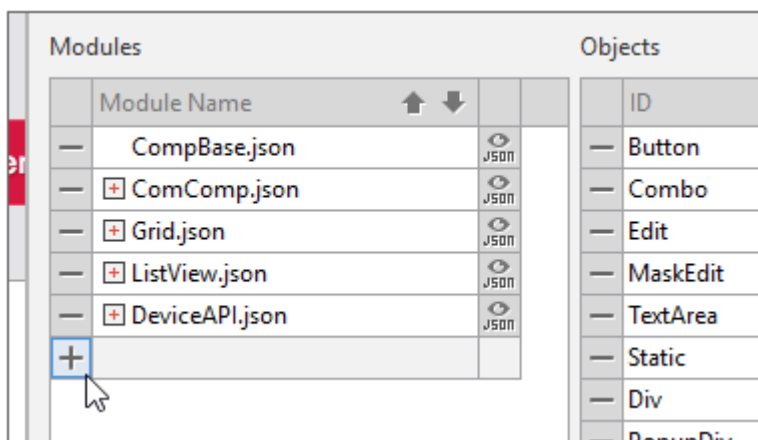 Modules
Module Name
CompBase.json
JSON
ComComp.json
JSON
Grid.json
JSON
ListView.json
JSON
DeviceAPI.json
JSON
Objects
ID
Button
Combo
Edit
MaskEdit
TextArea
Static
Div
er